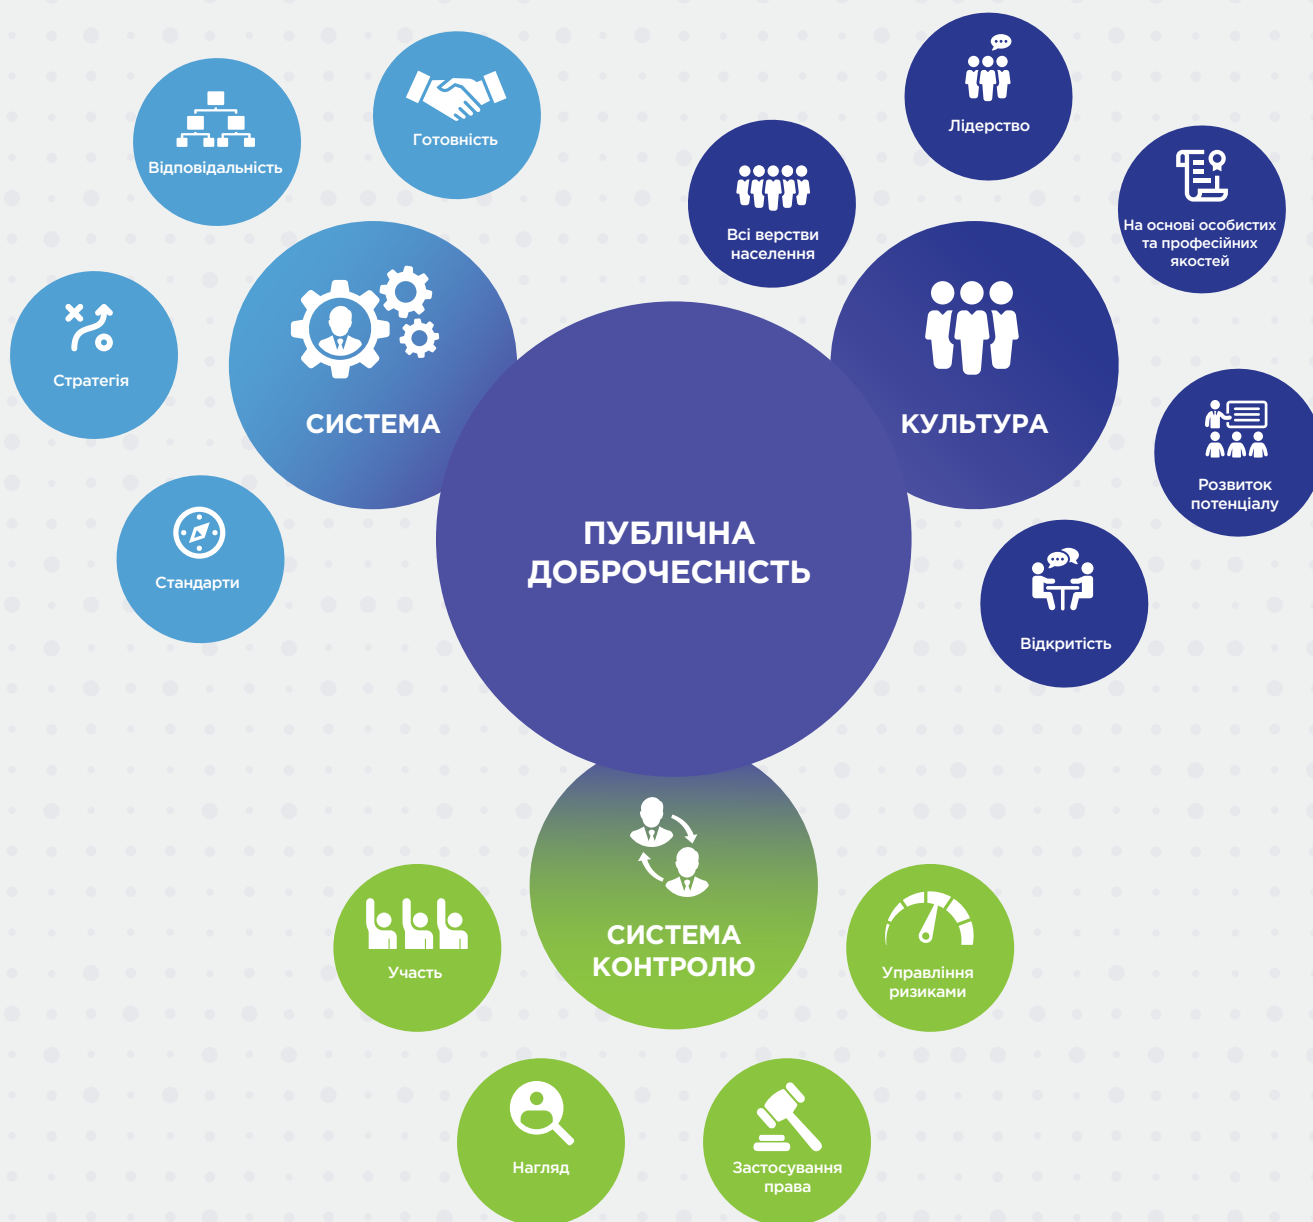 Лідерство
Готовність
Відповідальність
Всі верстви
населення
На основі особистих
та професійних
якостей
Стратегія
СИСТЕМА
КУЛЬТУРА
Розвиток
потенціалу
ПУБЛІЧНА
ДОБРОЧЕСНІСТЬ
Стандарти
Відкритість
СИСТЕМА
КОНТРОЛЮ
Участь
Управління
ризиками
Нагляд
Застосування
права